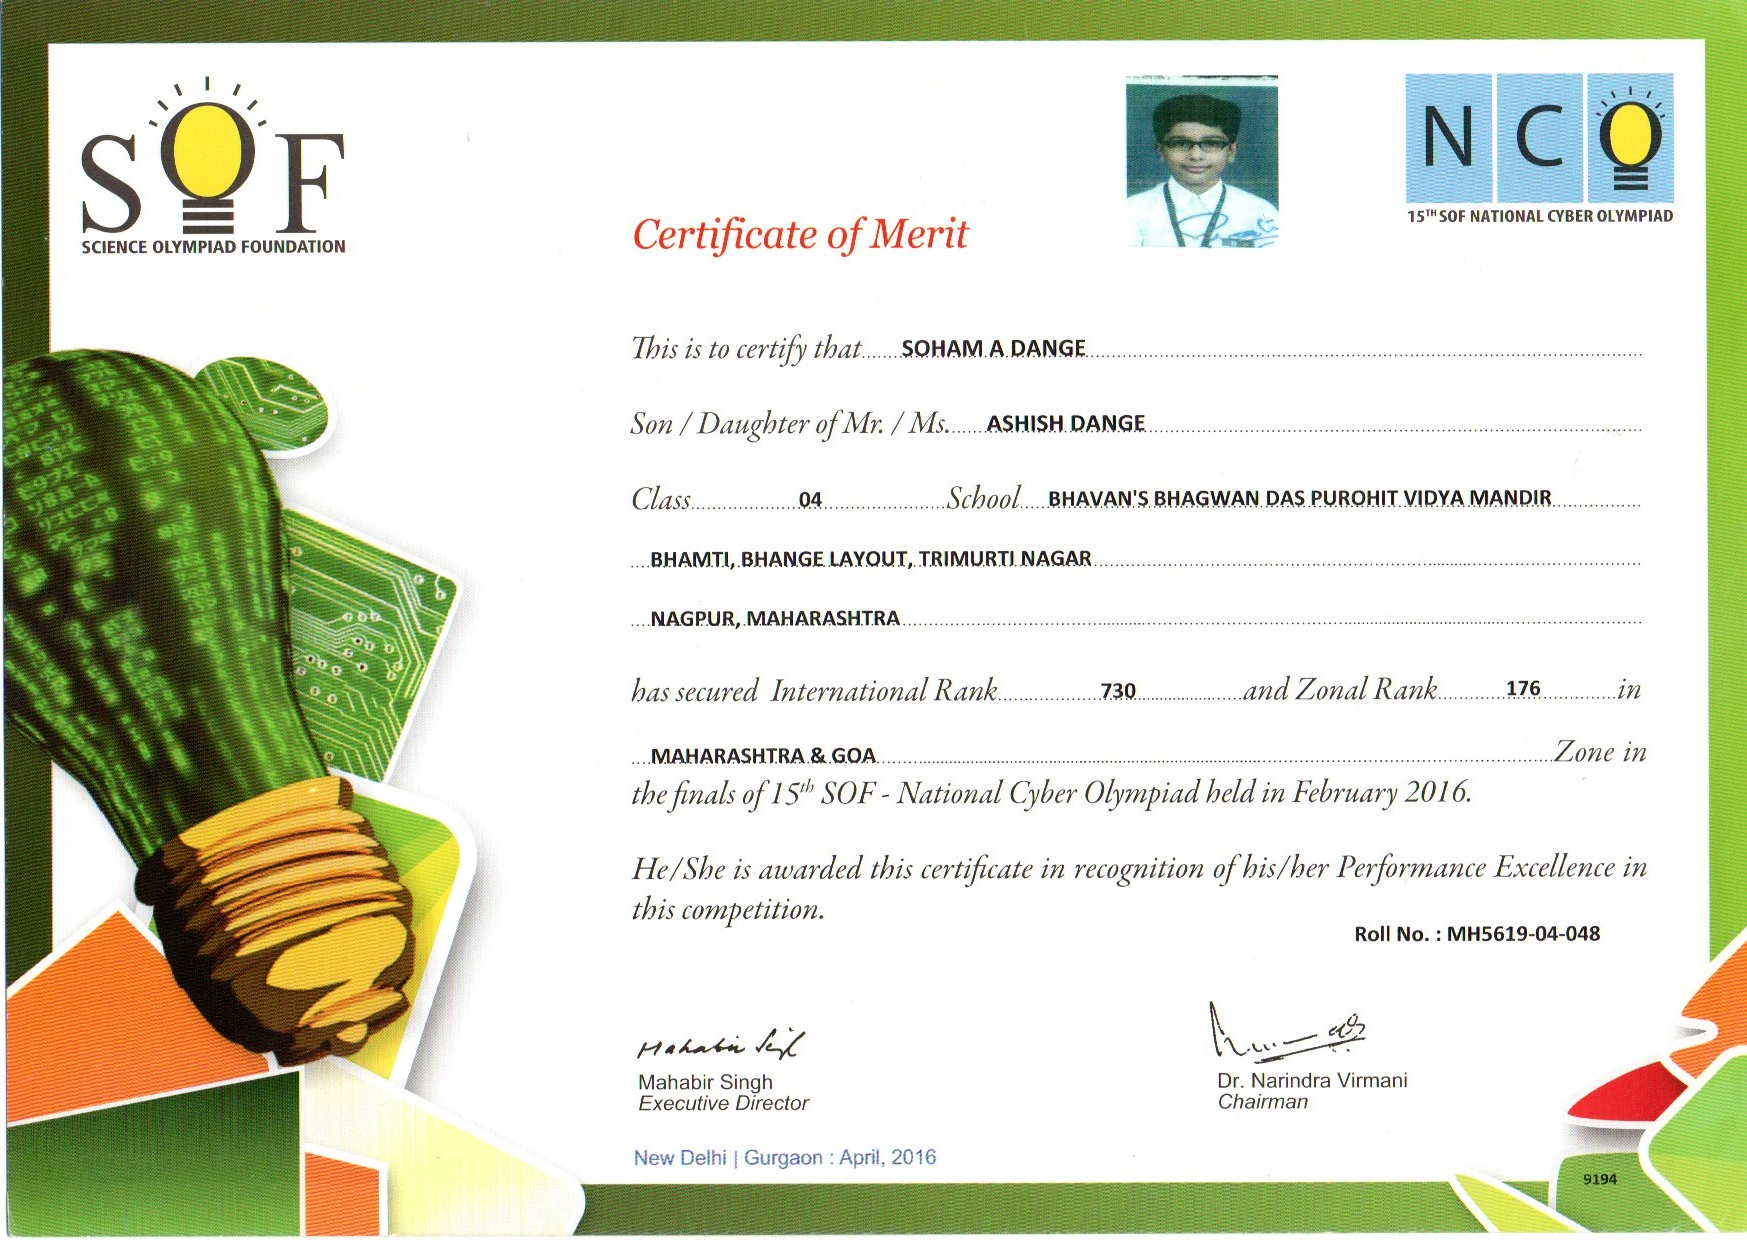 SOF
SCIENCE OLYMPIAD FOUNDATION
NCO
15TH SOF NATIONAL CYBER OLYMPIAD
Certificate of Merit
This is to certify that SOHAM A DANGE
Son / Daughter of Mr. / Ms. ASHISH DANGE
Class 04 School BHAVAN'S BHAGWAN DAS PUROHIT VIDYA MANDIR
BHAMTI, BHANGE LAYOUT, TRIMURTI NAGAR
NAGPUR, MAHARASHTRA
has secured International Rank 730 and Zonal Rank 176 in
MAHARASHTRA & GOA Zone in
the finals of 15th SOF - National Cyber Olympiad held in February 2016.
He/She is awarded this certificate in recognition of his/her Performance Excellence in
this competition.
Roll No. : MH5619-04-048
Mahabir Singh
Mahabir Singh
Executive Director
Dr. Narindra Virmani
Chairman
New Delhi | Gurgaon : April, 2016
9194